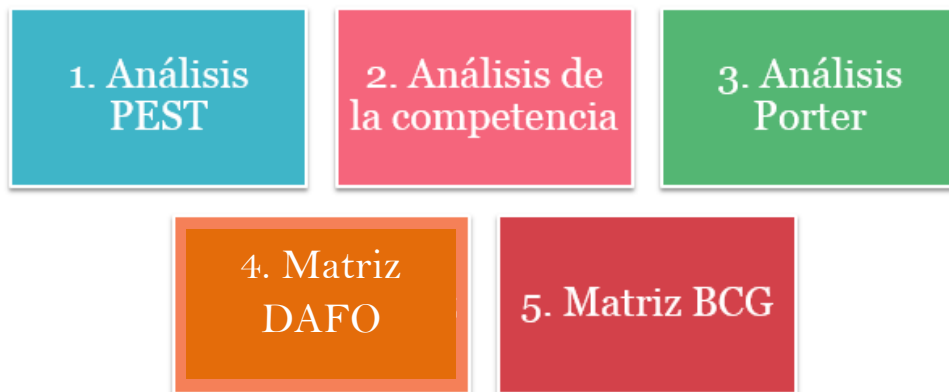 1. Análisis
PEST
2. Análisis de
la competencia
3. Análisis
Porter
4. Matriz
DAFO
5. Matriz BCG